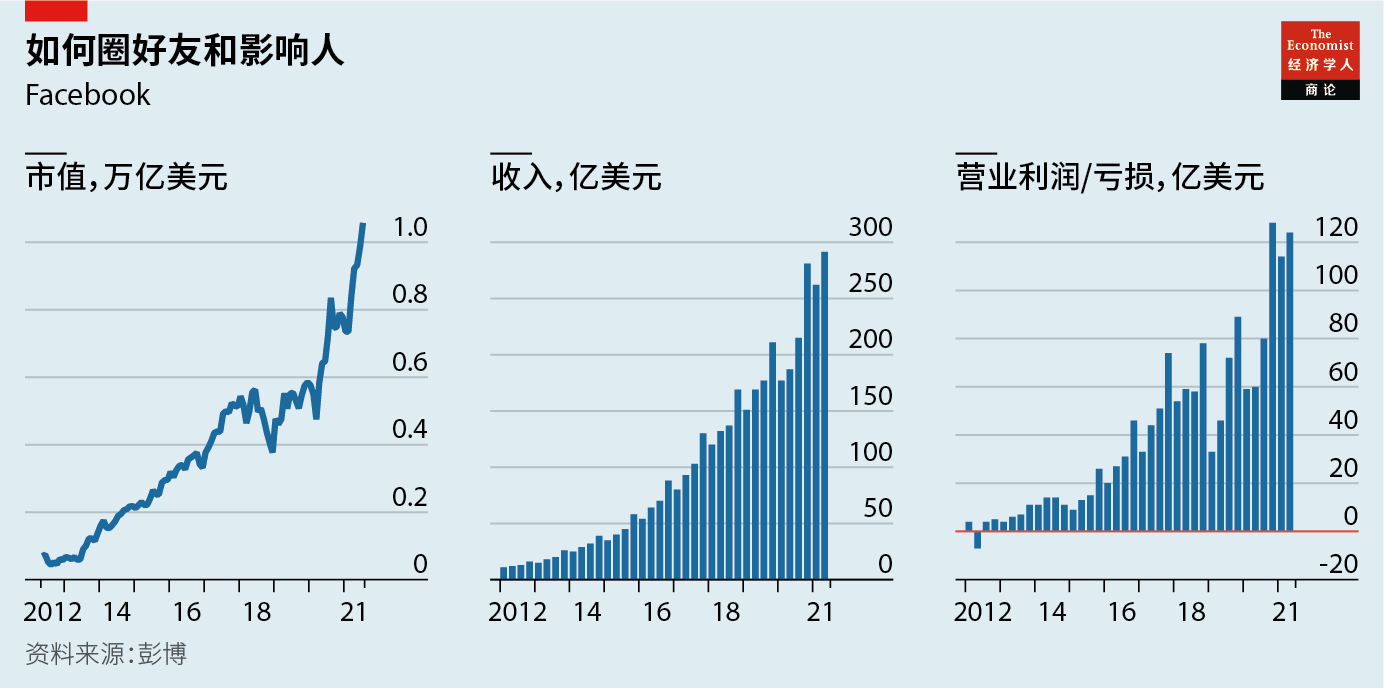 如何圈好友和影响人
Facebook
The
Economist
经济学人
商论
市值，万亿美元
1.0
0.8
0.6
0.4
0.2
0
2012 14 16 18 21
收入，亿美元
300
250
200
150
100
50
0
2012 14 16 18 21
营业利润/亏损，亿美元
120
100
80
60
40
20
0
-20
2012 14 16 18 21
资料来源：彭博